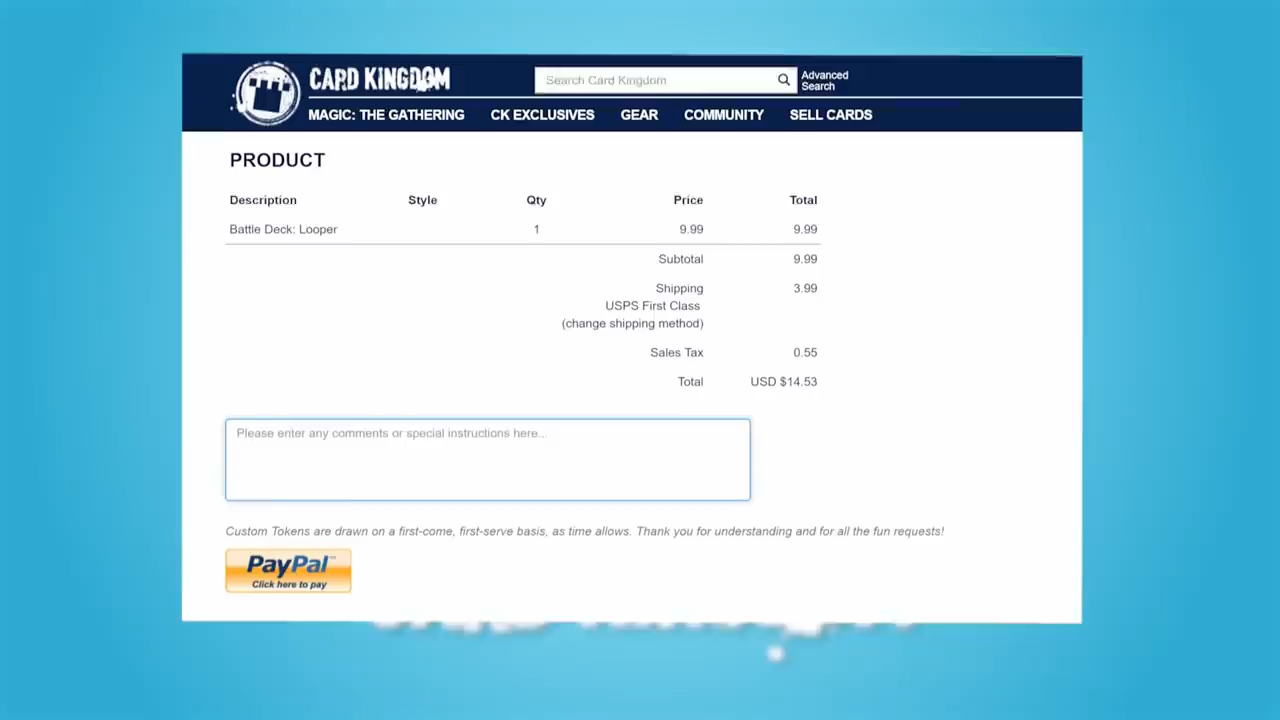 CARD KINGDOM
Search Card Kingdom
Advanced
Search
MAGIC: THE GATHERING CK EXCLUSIVES GEAR COMMUNITY SELL CARDS
PRODUCT
Description Style Qty Price Total
Battle Deck: Looper 1 9.99 9.99
Subtotal 9.99
Shipping 3.99
USPS First Class
(change shipping method)
Sales Tax 0.55
Total USD $14.53
Please enter any comments or special instructions here...
Custom Tokens are drawn on a first-come, first-serve basis, as time allows. Thank you for understanding and for all the fun requests!
PayPal™
Click here to pay